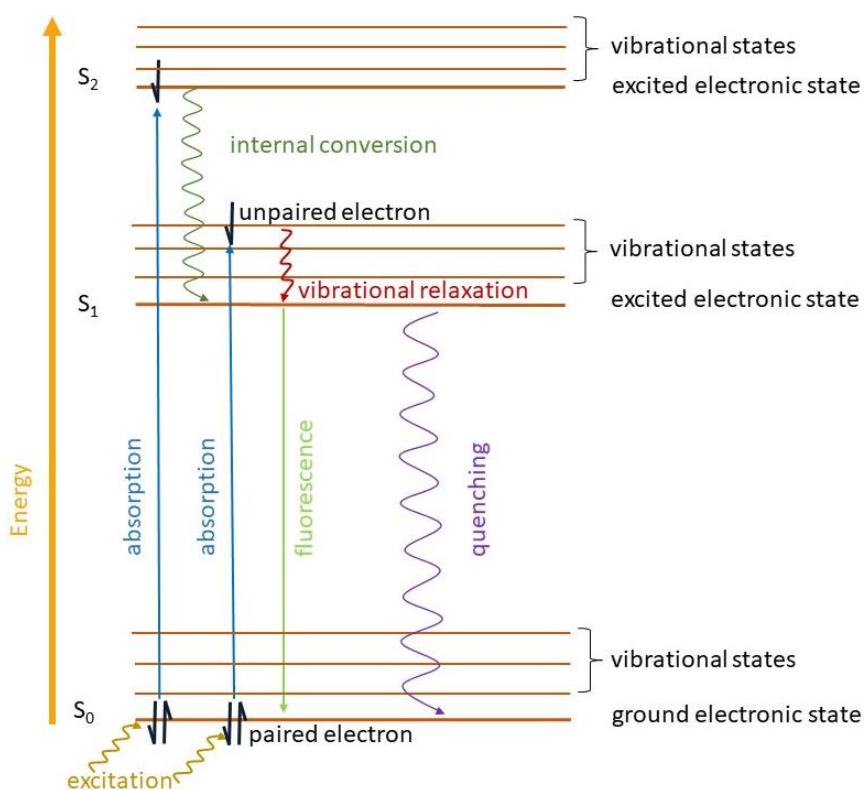 vibrational states
S2
excited electronic state
internal conversion
unpaired electron
vibrational states
vibrational relaxation
S1
excited electronic state
Energy
absorption
absorption
fluorescence
quenching
vibrational states
S0
ground electronic state
paired electron
excitation